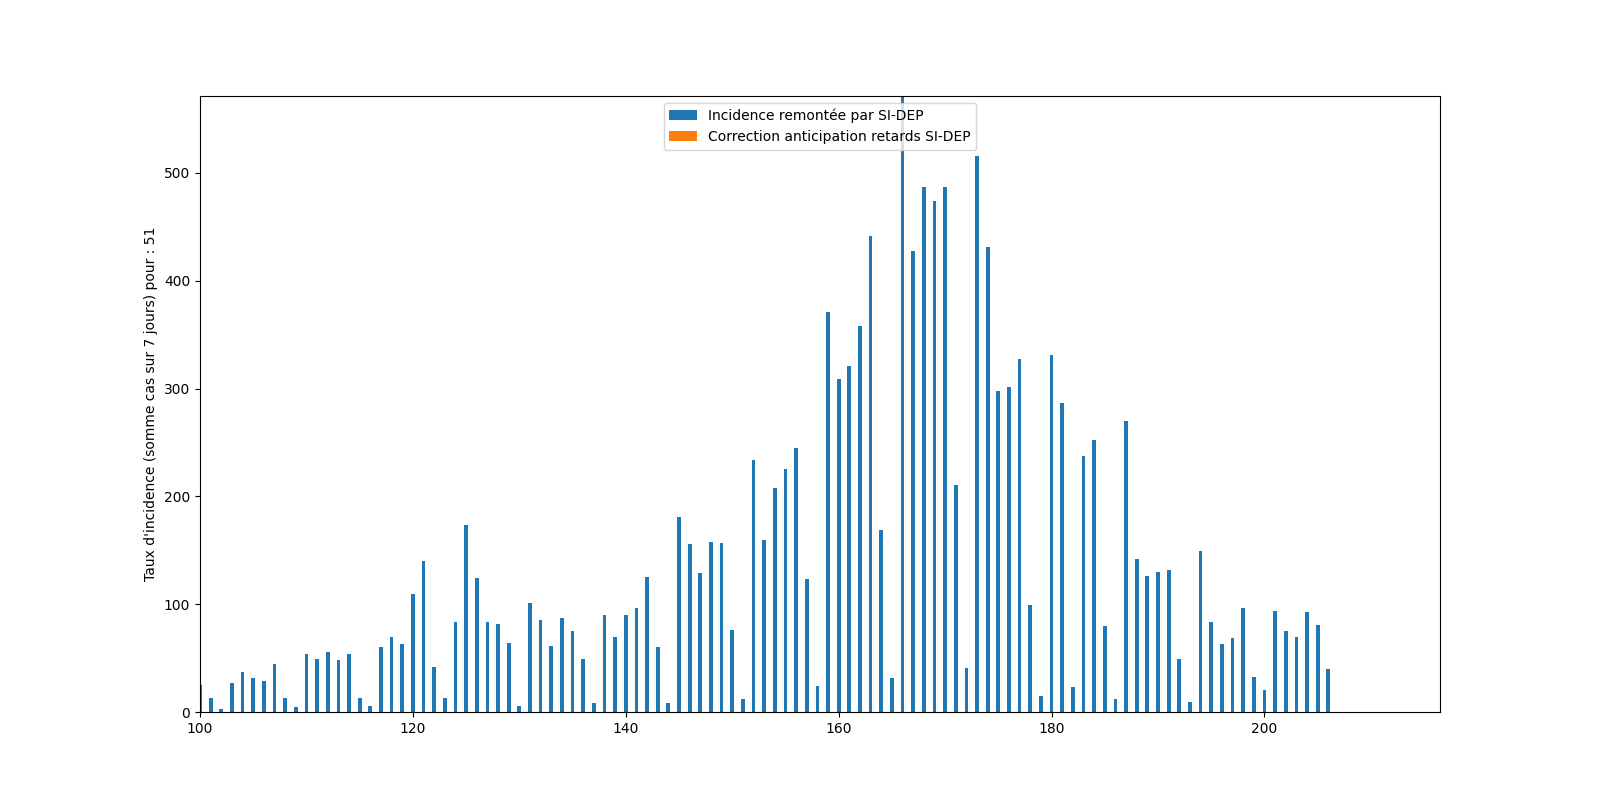 Incidence remontée par SI-DEP
Correction anticipation retards SI-DEP
Taux d'incidence (somme cas sur 7 jours) pour : 51
500
400
300
200
100
0
100 120 140 160 180 200